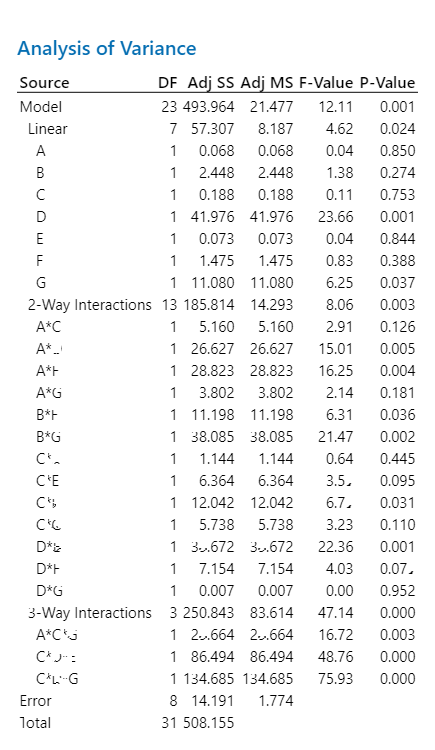 Analysis of Variance
Source DF Adj SS Adj MS F-Value P-Value
Model 23 493.964 21.477 12.11 0.001
Linear 7 57.307 8.187 4.62 0.024
A 1 0.068 0.068 0.04 0.850
B 1 2.448 2.448 1.38 0.274
C 1 0.188 0.188 0.11 0.753
D 1 41.976 41.976 23.66 0.001
E 1 0.073 0.073 0.04 0.844
F 1 1.475 1.475 0.83 0.388
G 1 11.080 11.080 6.25 0.037
2-Way Interactions 13 185.814 14.293 8.06 0.003
A*C 1 5.160 5.160 2.91 0.126
1 26.627 26.627 15.01 0.005
A*F 1 28.823 28.823 16.25 0.004
A*G 1 3.802 3.802 2.14 0.181
B*F 1 11.198 11.198 6.31 0.036
B*G 1 38.085 38.085 21.47 0.002
1 1.144 1.144 0.64 0.445
C*E 1 6.364 6.364 0.095
1 12.042 12.042 0.031
C*G 1 5.738 5.738 3.23 0.110
1 22.36 0.001
D*F 1 7.154 7.154 4.03
D*G 1 0.007 0.007 0.00 0.952
3-Way Interactions 3 250.843 83.614 47.14 0.000
1 16.72 0.003
1 86.494 86.494 48.76 0.000
1 134.685 134.685 75.93 0.000
Error 8 14.191 1.774
Total 31 508.155